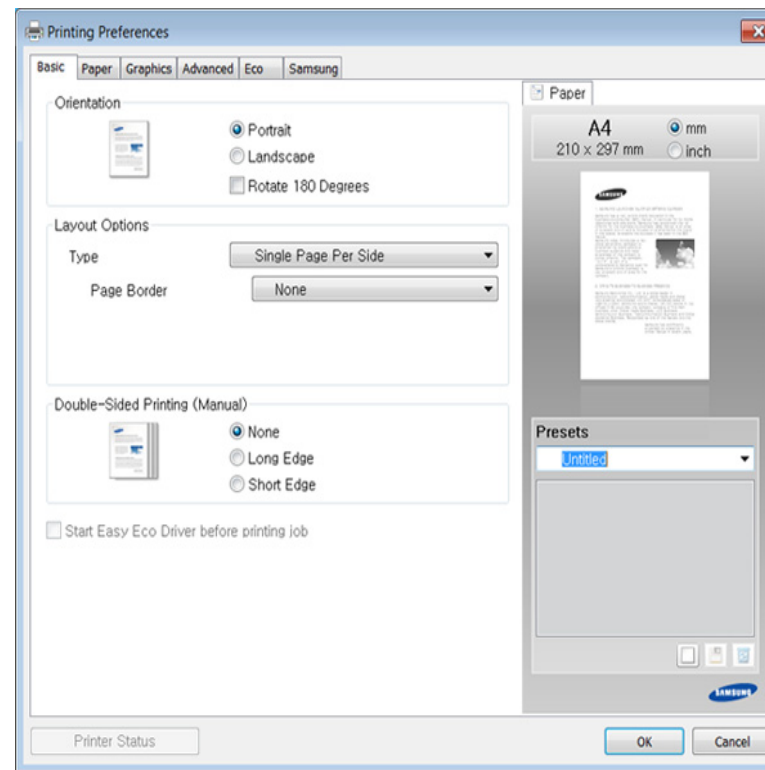 Printing Preferences
Basic Paper Graphics Advanced Eco Samsung
Orientation
Portrait
Landscape
Rotate 180 Degrees
Layout Options
Type Single Page Per Side
Page Border None
Double-Sided Printing (Manual)
None
Long Edge
Short Edge
Start Easy Eco Driver before printing job
Paper
A4 mm
210 x 297 mm inch
SAMSUNG
Presets
Untitled
SAMSUNG
Printer Status OK Cancel